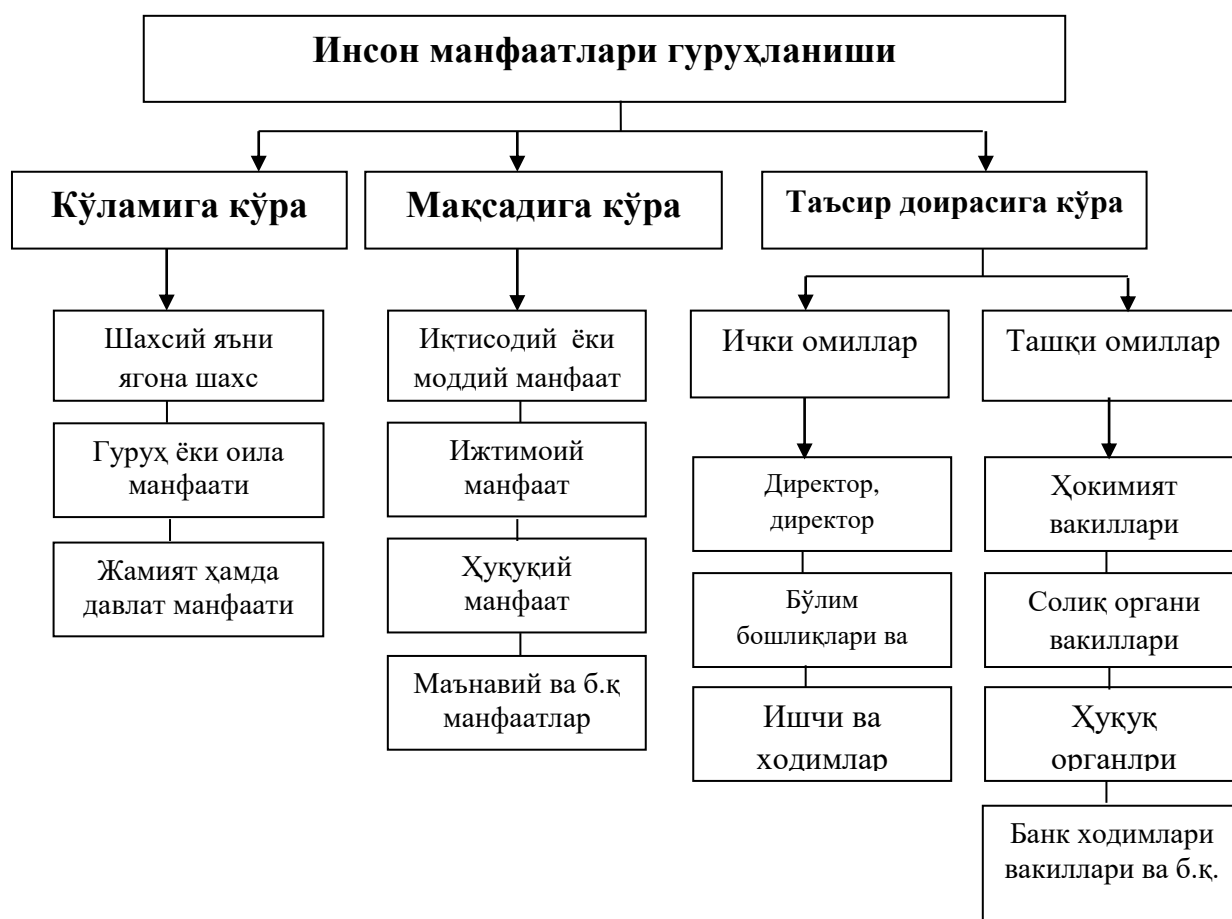 Инсон манфаатлари гуруҳланиши
Кўламига кўра
Мақсадига кўра
Таъсир доирасига кўра
Шахсий яъни
ягона шахс
Гуруҳ ёки оила
манфаати
Жамият ҳамда
давлат манфаати
Иқтисодий ёки
моддий манфаат
Ижтимоий
манфаат
Ҳуқуқий
манфаат
Маънавий ва б.қ
манфаатлар
Ички омиллар
Директор,
директор
Бўлим
бошлиқлари ва
Ишчи ва
ходимлар
Ташқи омиллар
Ҳокимият
вакиллари
Солиқ органи
вакиллари
Ҳуқуқ
органлри
Банк ходимлари
вакиллари ва б.қ.